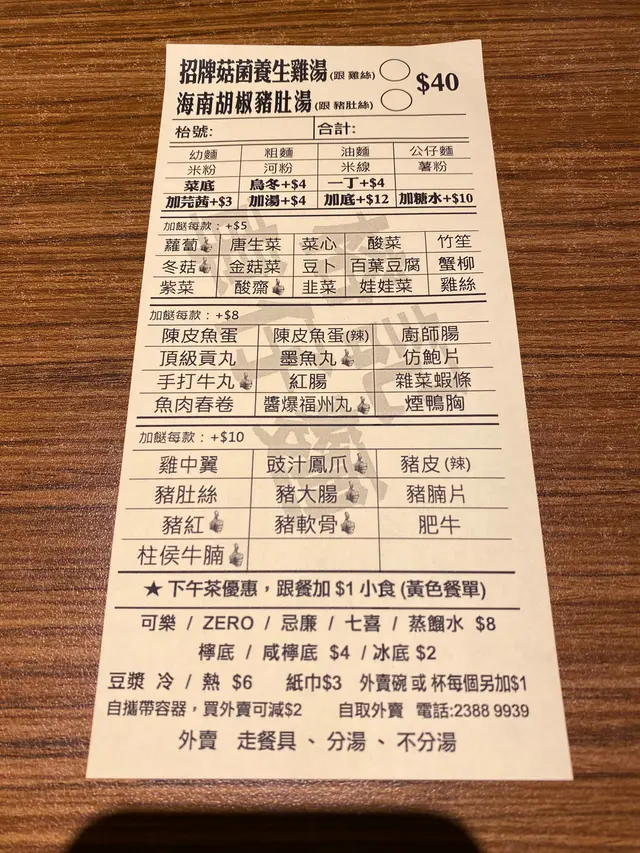 招牌菇菌養生雞湯 (跟 雞絲)
$40
海南胡椒豬肚湯 (跟 豬肚絲)
枱號: 合計:
幼麵 粗麵 油麵 公仔麵
米粉 河粉 米線 薯粉
菜底 烏冬+$4 一丁+$4
加芫茜+$3 加湯+$4 加底+$12 加糖水+$10
加餸每款：+$5
蘿蔔 唐生菜 菜心 酸菜 竹笙
冬菇 金菇菜 豆卜 百葉豆腐 蟹柳
紫菜 酸齋 韭菜 娃娃菜 雞絲
加餸每款：+$8
陳皮魚蛋 陳皮魚蛋(辣) 廚師腸
頂級貢丸 墨魚丸 仿鮑片
手打牛丸 紅腸 雜菜蝦條
魚肉春卷 醬爆福州丸 煙鴨胸
加餸每款：+$10
雞中翼 豉汁鳳爪 豬皮 (辣)
豬肚絲 豬大腸 豬腩片
豬紅 豬軟骨 肥牛
柱侯牛腩
★ 下午茶優惠，跟餐加 $1 小食 (黃色餐單)
可樂 / ZERO / 忌廉 / 七喜 / 蒸餾水 $8
檸底 / 咸檸底 $4 / 冰底 $2
豆漿 冷 / 熱 $6 紙巾$3 外賣碗 或 杯每個另加$1
自攜帶容器，買外賣可減$2 自取外賣 電話:2388 9939
外賣 走餐具 、 分湯 、 不分湯